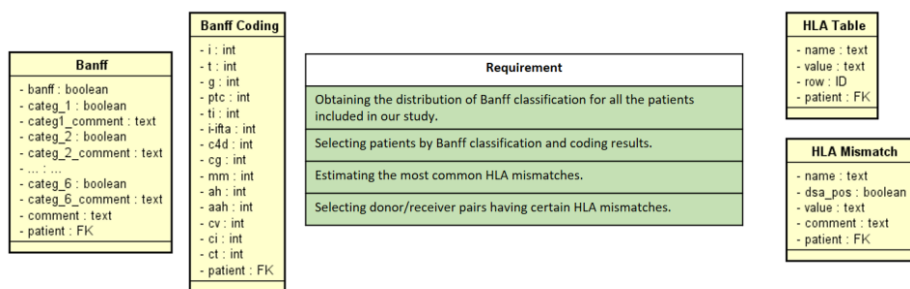 Banff
- banff : boolean
- categ_1 : boolean
- categ1_comment : text
- categ_2 : boolean
- categ_2_comment : text
- ... : ...
- categ_6 : boolean
- categ_6_comment : text
- comment : text
- patient : FK
Banff Coding
- i : int
- t : int
- g : int
- ptc : int
- ti : int
- i-ifta : int
- c4d : int
- cg : int
- mm : int
- ah : int
- aah : int
- cv : int
- ci : int
- ct : int
- patient : FK
Requirement
Obtaining the distribution of Banff classification for all the patients
included in our study.
Selecting patients by Banff classification and coding results.
Estimating the most common HLA mismatches.
Selecting donor/receiver pairs having certain HLA mismatches.
HLA Table
- name : text
- value : text
- row : ID
- patient : FK
HLA Mismatch
- name : text
- dsa_pos : boolean
- value : text
- comment : text
- patient : FK